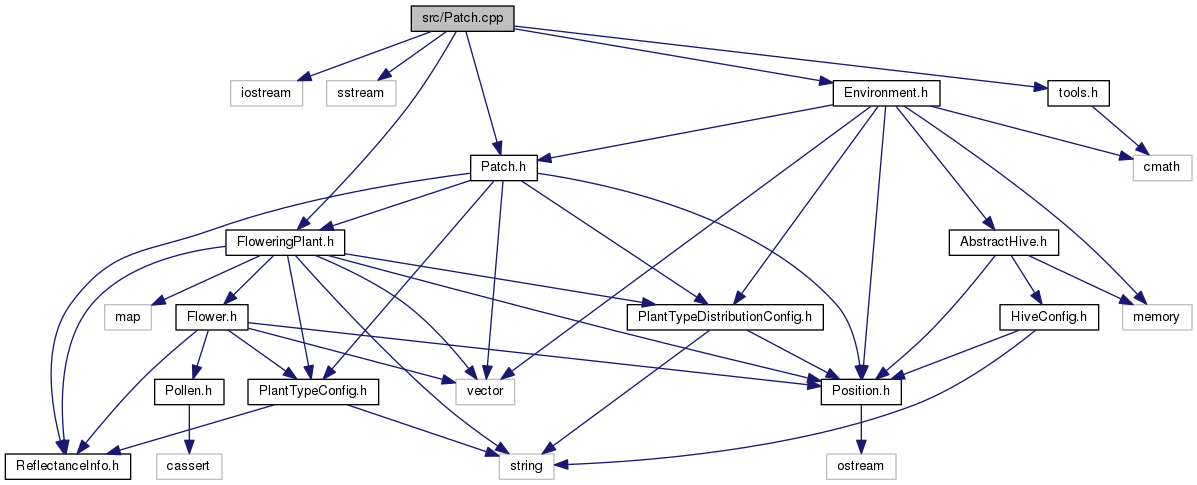 src/Patch.cpp
iostream
sstream
Environment.h
tools.h
Patch.h
cmath
FloweringPlant.h
AbstractHive.h
map
Flower.h
PlantTypeDistributionConfig.h
HiveConfig.h
memory
Pollen.h
PlantTypeConfig.h
vector
Position.h
ReflectanceInfo.h
cassert
string
ostream